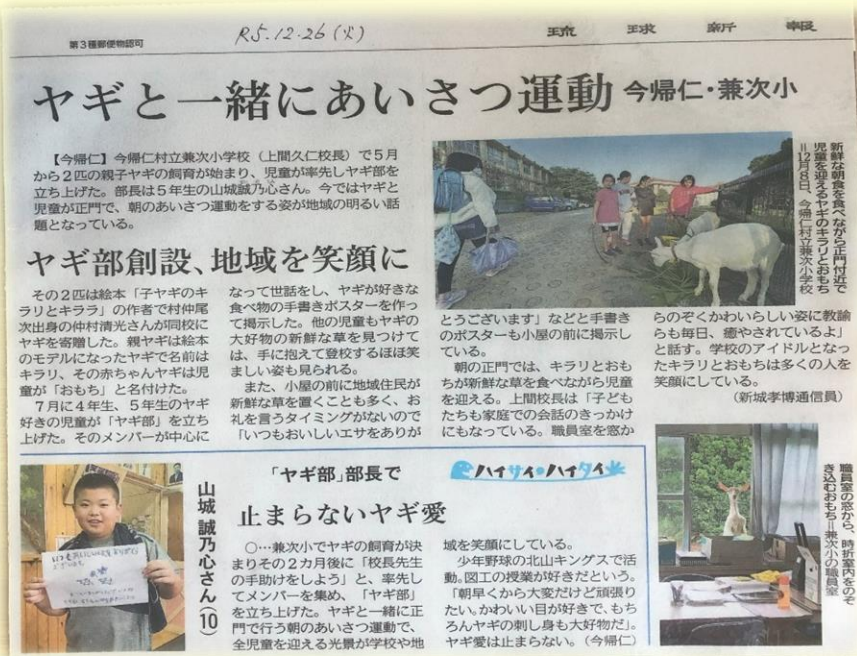 第3種郵便物認可
R5.12.26(火)
琉球新報
ヤギと一緒にあいさつ運動 今帰仁・兼次小
【今帰仁】今帰仁村立兼次小学校（上間久仁校長）で5月
から2匹の親子ヤギの飼育が始まり、児童が率先しヤギ部を
立ち上げた。部長は5年生の山城誠乃心さん。今ではヤギと
児童が正門で、朝のあいさつ運動をする姿が地域の明るい話
題となっている。
新鮮な朝食を食べながら正門付近で
児童を迎えるヤギのキラリとおもち
＝12月8日、今帰仁村立兼次小学校
ヤギ部創設、地域を笑顔に
その2匹は絵本「子ヤギのキ
ラリとキララ」の作者で村仲尾
次出身の仲村清光さんが同校に
ヤギを寄贈した。親ヤギは絵本
のモデルになったヤギで名前は
キラリ、その赤ちゃんヤギは児
童が「おもち」と名付けた。
7月に4年生、5年生のヤギ
好きの児童が「ヤギ部」を立ち
上げた。そのメンバーが中心に
なって世話をし、ヤギが好きな
食べ物の手書きポスターを作っ
て掲示した。他の児童もヤギの
大好物の新鮮な草を見つけて
は、手に抱えて登校するほほ笑
ましい姿も見られる。
また、小屋の前に地域住民が
新鮮な草を置くことも多く、お
礼を言うタイミングがないので
「いつもおいしいエサをありが
とうございます」などと手書き
のポスターも小屋の前に掲示し
ている。
朝の正門では、キラリとおも
ちが新鮮な草を食べながら児童
を迎える。上間校長は「子ども
たちも家庭での会話のきっかけ
にもなっている。職員室を窓か
らのぞくかわいらしい姿に教諭
らも毎日、癒やされているよ」
と話す。学校のアイドルとなっ
たキラリとおもちは多くの人を
笑顔にしている。
（新城孝博通信員）
職員室の窓から、時折室内をのぞ
き込むおもち＝兼次小の職員室
ハイサイ・ハイタイ
「ヤギ部」部長で
止まらないヤギ愛
山城 誠乃心さん（10）
○…兼次小でヤギの飼育が決
まりその2カ月後に「校長先生
の手助けをしよう」と、率先し
てメンバーを集め、「ヤギ部」
を立ち上げた。ヤギと一緒に正
門で行う朝のあいさつ運動で、
全児童を迎える光景が学校や地
域を笑顔にしている。
少年野球の北山キングスで活
動。図工の授業が好きだという。
「朝早くから大変だけど頑張り
たい。かわいい目が好きで、もち
ろんヤギの刺し身も大好物だ」。
ヤギ愛は止まらない。（今帰仁）